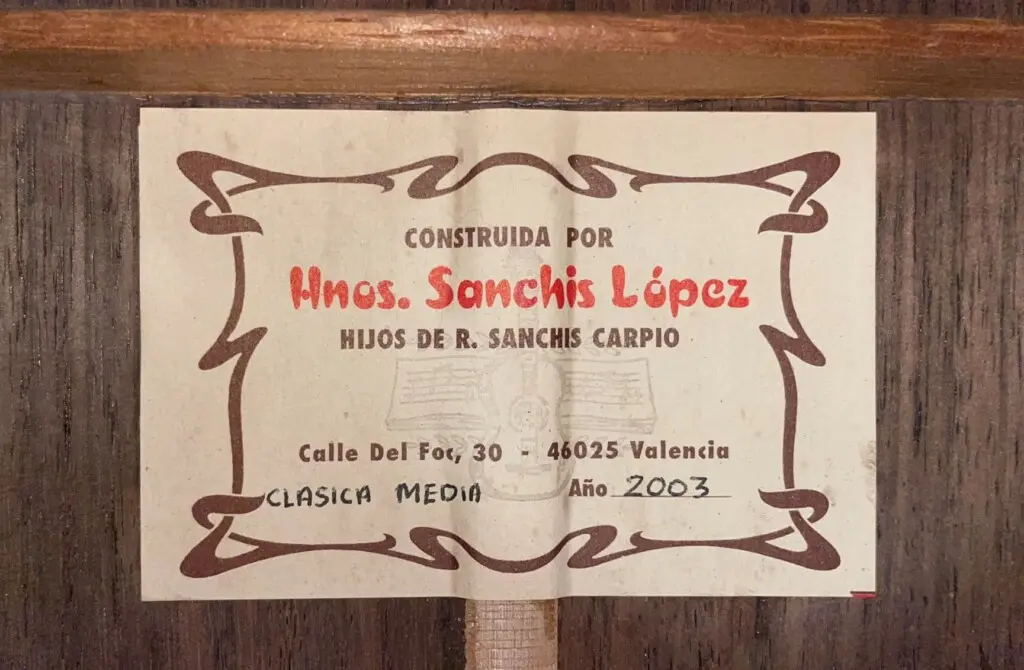 CONSTRUIDA POR
Hnos. Sanchis López
HIJOS DE R. SANCHIS CARPIO
Calle Del Foc, 30 - 46025 Valencia
CLASICA MEDIA Año 2003